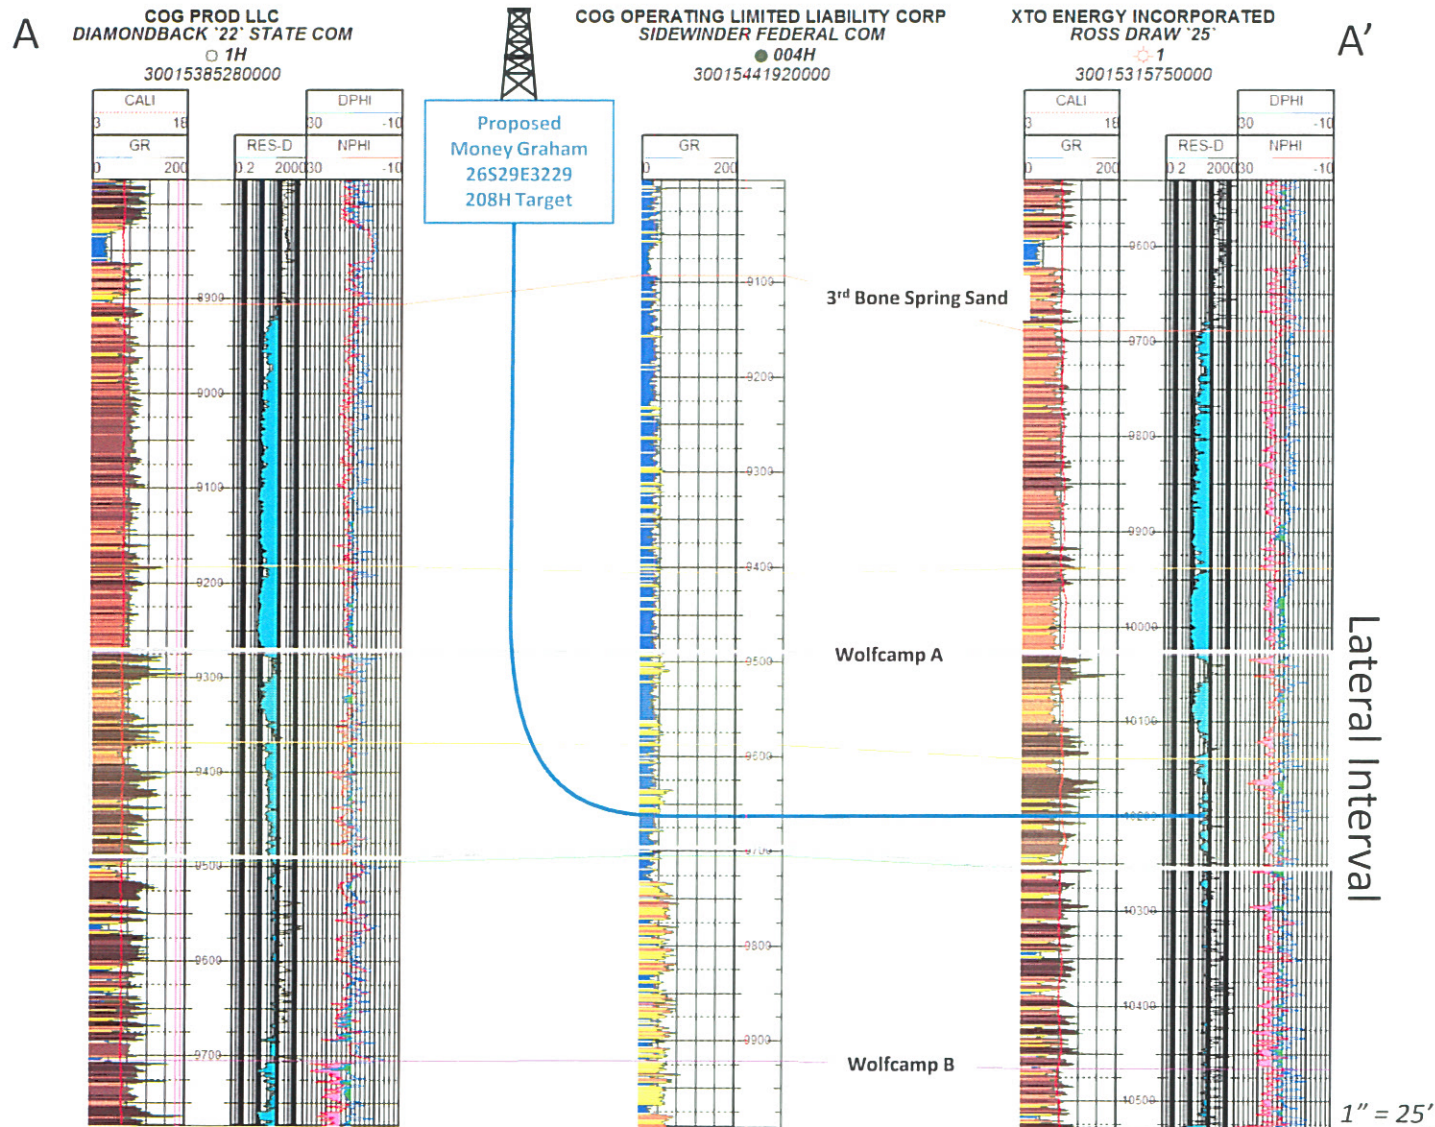 A
COG PROD LLC
DIAMONDBACK `22` STATE COM
1H
30015385280000
COG OPERATING LIMITED LIABILITY CORP
SIDEWINDER FEDERAL COM
004H
30015441920000
XTO ENERGY INCORPORATED
ROSS DRAW `25`
1
30015315750000
A'
CALI
3 18
GR
0 200
RES-D
0.2 2000
DPHI
30 -10
NPHI
30 -10
Proposed
Money Graham
26S29E3229
208H Target
GR
0 200
CALI
3 18
GR
0 200
RES-D
0.2 2000
DPHI
30 -10
NPHI
30 -10
8900
9000
9100
9200
9300
9400
9500
9600
9700
9100
9200
9300
9400
9500
9600
9700
9800
9900
3rd Bone Spring Sand
Wolfcamp A
Wolfcamp B
9600
9700
9800
9900
10000
10100
10200
10300
10400
10500
Lateral Interval
1" = 25'